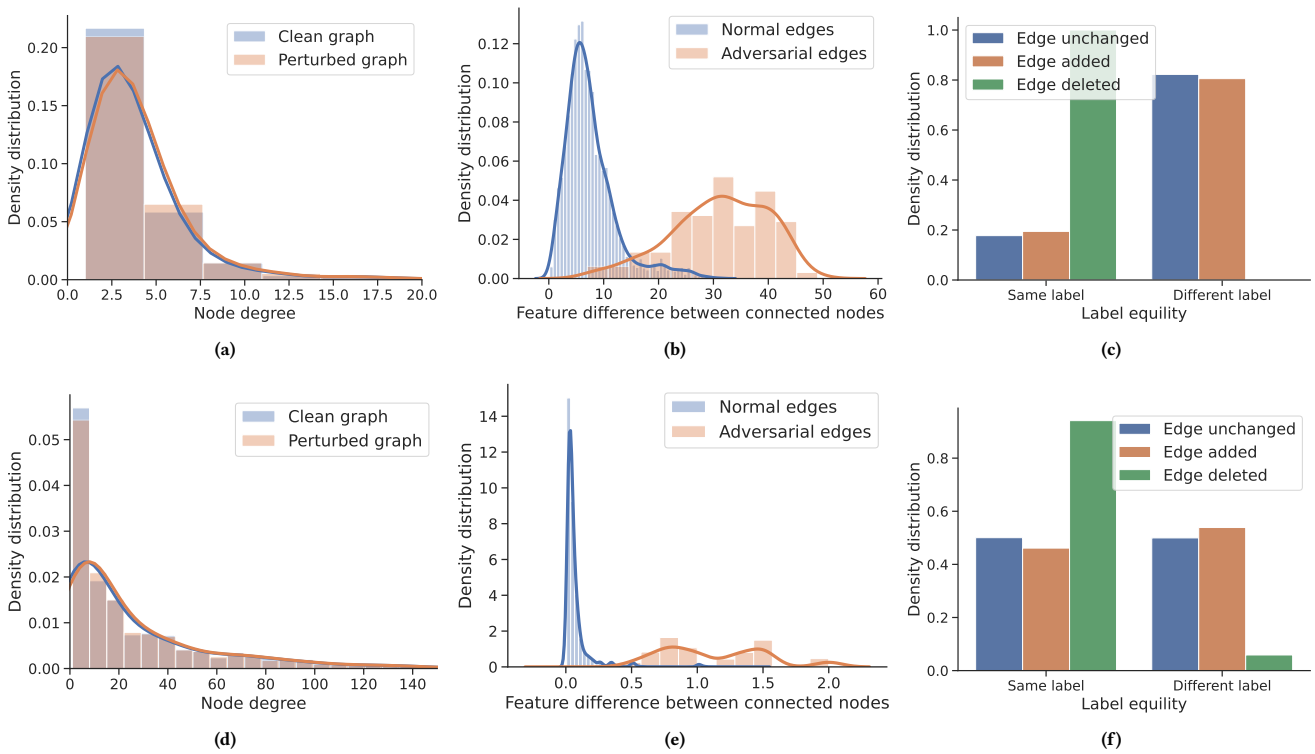 Density distribution
0.20
0.15
0.10
0.05
0.00
Clean graph
Perturbed graph
0.0 2.5 5.0 7.5 10.0 12.5 15.0 17.5 20.0
Node degree
(a)
Density distribution
0.12
0.10
0.08
0.06
0.04
0.02
0.00
Normal edges
Adversarial edges
0 10 20 30 40 50 60
Feature difference between connected nodes
(b)
Density distribution
1.0
0.8
0.6
0.4
0.2
0.0
Edge unchanged
Edge added
Edge deleted
Same label Different label
Label equility
(c)
Density distribution
0.05
0.04
0.03
0.02
0.01
0.00
Clean graph
Perturbed graph
0 20 40 60 80 100 120 140
Node degree
(d)
Density distribution
14
12
10
8
6
4
2
0
Normal edges
Adversarial edges
0.0 0.5 1.0 1.5 2.0
Feature difference between connected nodes
(e)
Density distribution
0.8
0.6
0.4
0.2
0.0
Edge unchanged
Edge added
Edge deleted
Same label Different label
Label equility
(f)